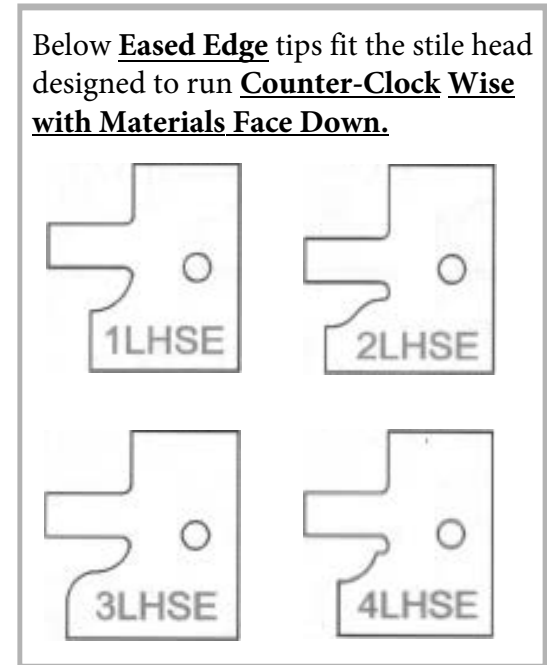 Below Eased Edge tips fit the stile head
designed to run Counter-Clock Wise
with Materials Face Down.
1LHSE
2LHSE
3LHSE
4LHSE